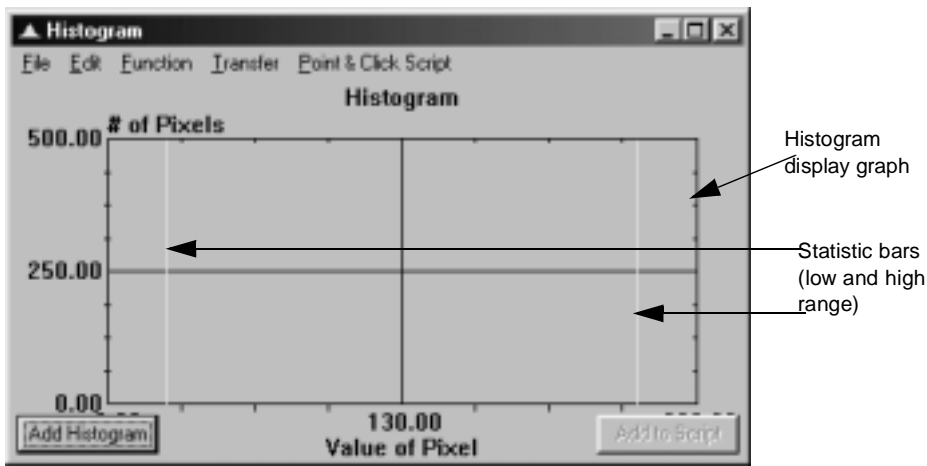 Histogram
File Edit Function Transfer Point & Click Script
Histogram
# of Pixels
500.00
250.00
0.00
130.00
Value of Pixel
Add Histogram
Add to Script
Histogram
display graph
Statistic bars
(low and high
range)